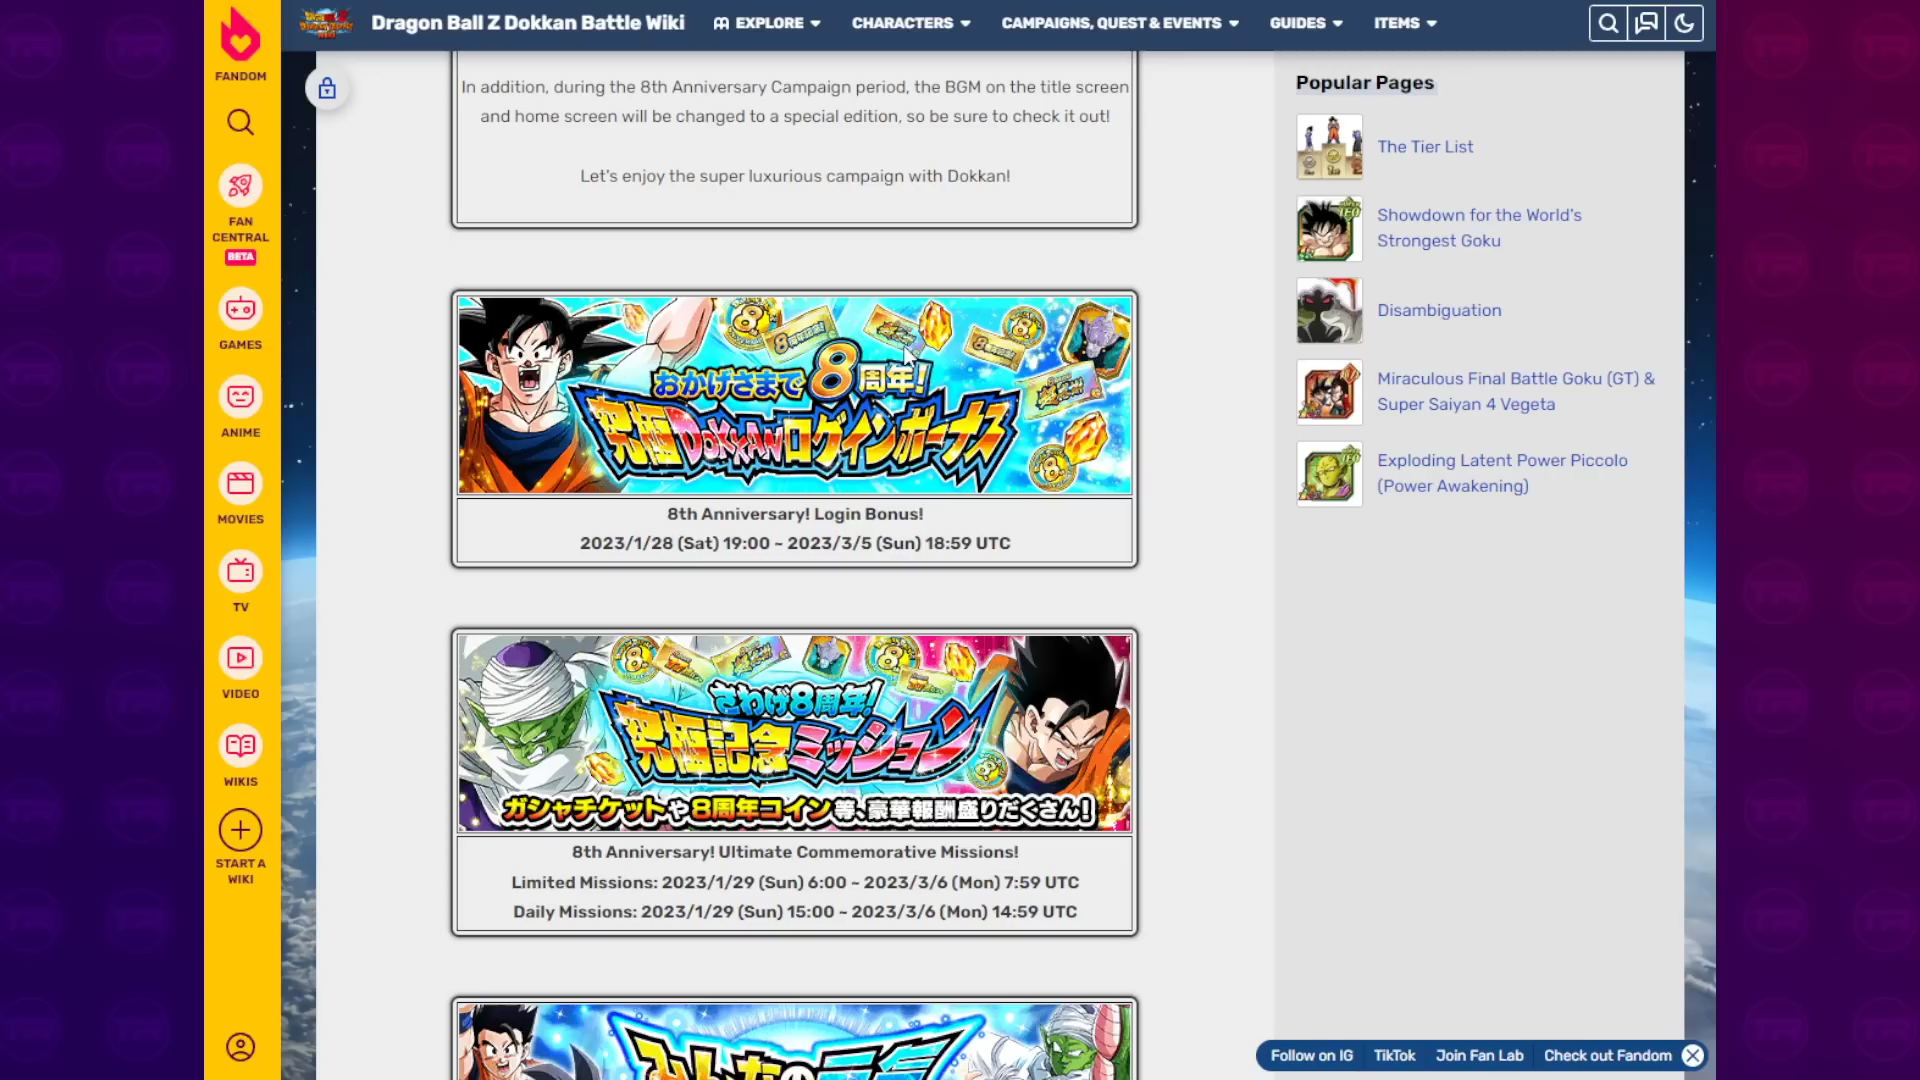 FANDOM
FAN
CENTRAL
BETA
GAMES
ANIME
MOVIES
TV
VIDEO
WIKIS
START A
WIKI
Dragon Ball Z Dokkan Battle Wiki
EXPLORE
CHARACTERS
CAMPAIGNS, QUEST & EVENTS
GUIDES
ITEMS
In addition, during the 8th Anniversary Campaign period, the BGM on the title screen
and home screen will be changed to a special edition, so be sure to check it out!
Let's enjoy the super luxurious campaign with Dokkan!
おかげさまで8周年!
究極DOKKANログインボーナス
8th Anniversary! Login Bonus!
2023/1/28 (Sat) 19:00 ~ 2023/3/5 (Sun) 18:59 UTC
さわげ8周年!
究極記念ミッション
ガシャチケットや8周年コイン等、豪華報酬盛りだくさん!
8th Anniversary! Ultimate Commemorative Missions!
Limited Missions: 2023/1/29 (Sun) 6:00 ~ 2023/3/6 (Mon) 7:59 UTC
Daily Missions: 2023/1/29 (Sun) 15:00 ~ 2023/3/6 (Mon) 14:59 UTC
みんなの元気
Popular Pages
The Tier List
Showdown for the World's
Strongest Goku
Disambiguation
Miraculous Final Battle Goku (GT) &
Super Saiyan 4 Vegeta
Exploding Latent Power Piccolo
(Power Awakening)
Follow on IG
TikTok
Join Fan Lab
Check out Fandom